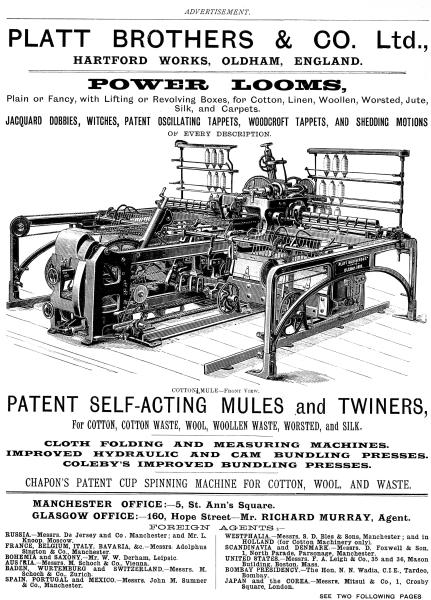 ADVERTISEMENT.
PLATT BROTHERS & CO. Ltd.,
HARTFORD WORKS, OLDHAM, ENGLAND.
POWER LOOMS,
Plain or Fancy, with Lifting or Revolving Boxes, for Cotton, Linen, Woollen, Worsted, Jute,
Silk, and Carpets.
JACQUARD DOBBIES, WITCHES, PATENT OSCILLATING TAPPETS, WOODCROFT TAPPETS, AND SHEDDING MOTIONS
OF EVERY DESCRIPTION.
COTTON MULE—Front View.
PATENT SELF-ACTING MULES and TWINERS,
For COTTON, COTTON WASTE, WOOL, WOOLLEN WASTE, WORSTED, and SILK.
CLOTH FOLDING AND MEASURING MACHINES.
IMPROVED HYDRAULIC AND CAM BUNDLING PRESSES.
COLEBY'S IMPROVED BUNDLING PRESSES.
CHAPON'S PATENT CUP SPINNING MACHINE FOR COTTON, WOOL, AND WASTE.
MANCHESTER OFFICE:—5, St. Ann's Square.
GLASGOW OFFICE:—160, Hope Street—Mr. RICHARD MURRAY, Agent.
FOREIGN AGENTS:—
RUSSIA.—Messrs. De Jersey and Co., Manchester; and Mr. L.
Knoop, Moscow.
FRANCE, BELGIUM, ITALY, BAVARIA, &c.—Messrs. Adolphus
Sington & Co., Manchester.
BOHEMIA and SAXONY,—Mr. W. W. Derham, Leipsic.
AUSTRIA.—Messrs. M. Schoch & Co., Vienna.
BADEN, WURTEMBURG and SWITZERLAND.—Messrs. M.
Schoch & Co., Zurich.
SPAIN, PORTUGAL and MEXICO.—Messrs. John M. Sumner
& Co., Manchester.
WESTPHALIA.—Messrs. S. D. Bles & Sons, Manchester; and in
HOLLAND (for Cotton Machinery only).
SCANDINAVIA and DENMARK.—Messrs. D. Foxwell & Son,
1, North Parade, Parsonage, Manchester.
UNITED STATES.—Messrs. F. A. Leigh & Co., 35 and 36, Mason
Building, Boston, Mass.
BOMBAY PRESIDENCY.—The Hon. N. N. Wadia, C.I.E., Tardeo,
Bombay.
JAPAN and the COREA.—Messrs. Mitsui & Co., 1, Crosby
Square, London.
SEE TWO FOLLOWING PAGES